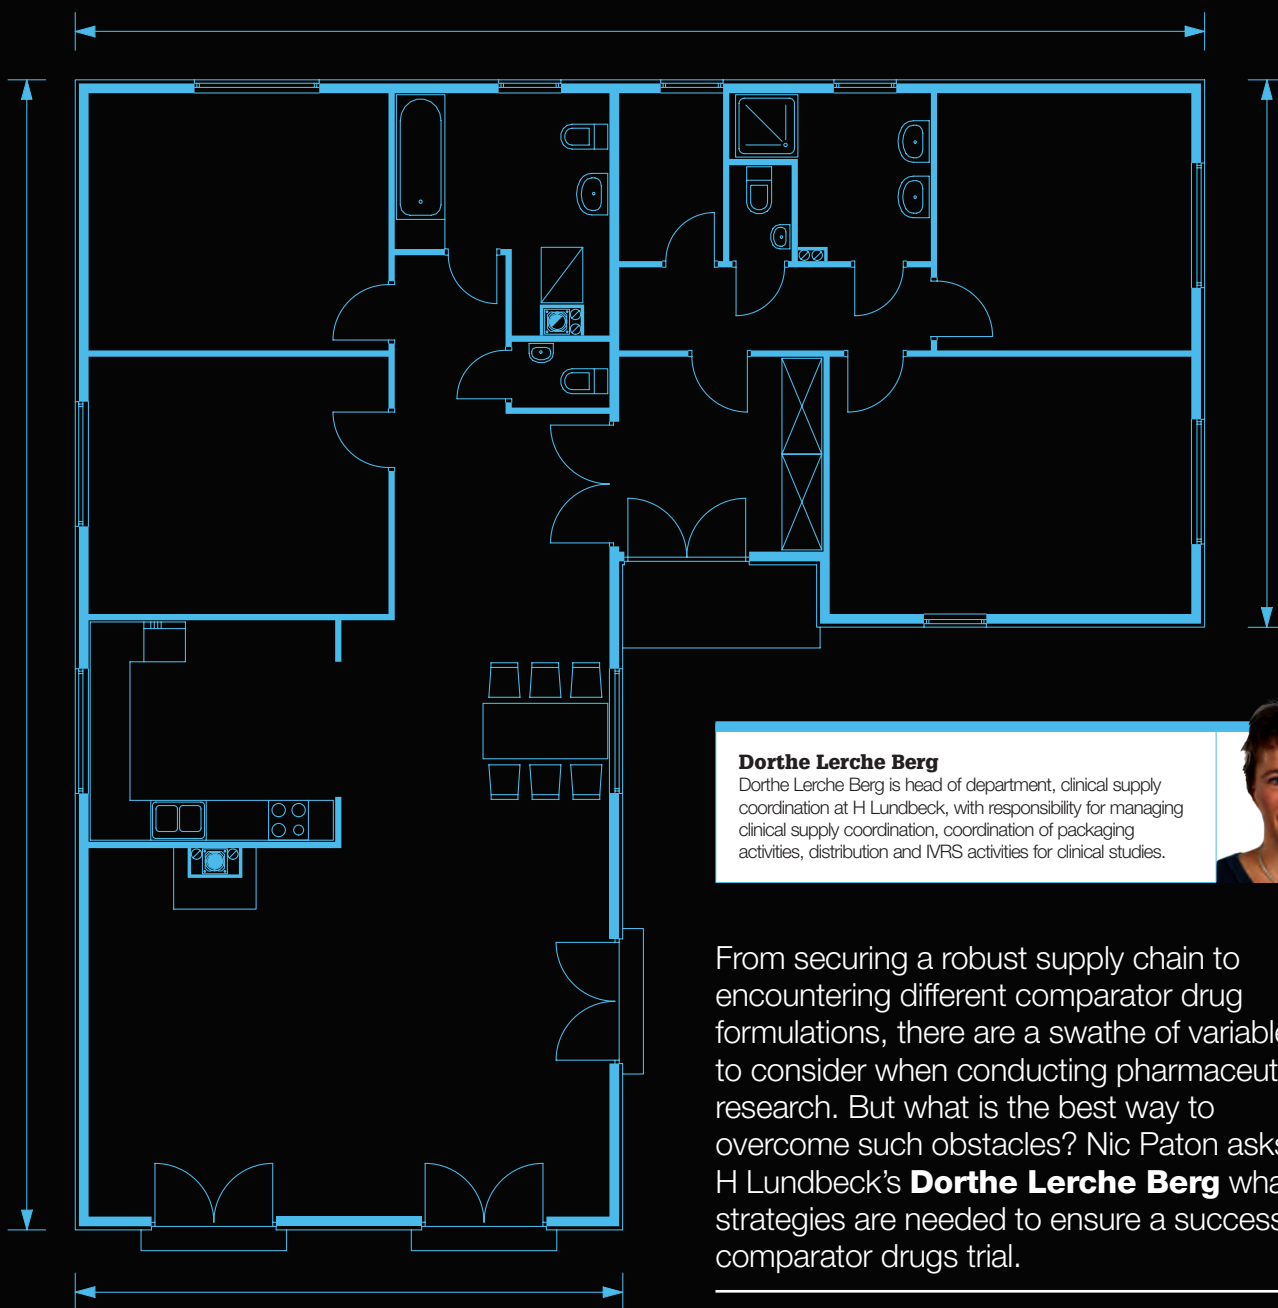 Dorthe Lerche Berg
Dorthe Lerche Berg is head of department, clinical supply
coordination at H Lundbeck, with responsibility for managing
clinical supply coordination, coordination of packaging
activities, distribution and IVRS activities for clinical studies.
From securing a robust supply chain to
encountering different comparator drug
formulations, there are a swathe of variable
to consider when conducting pharmaceut
research. But what is the best way to
overcome such obstacles? Nic Paton asks
H Lundbeck’s Dorthe Lerche Berg wha
strategies are needed to ensure a success
comparator drugs trial.